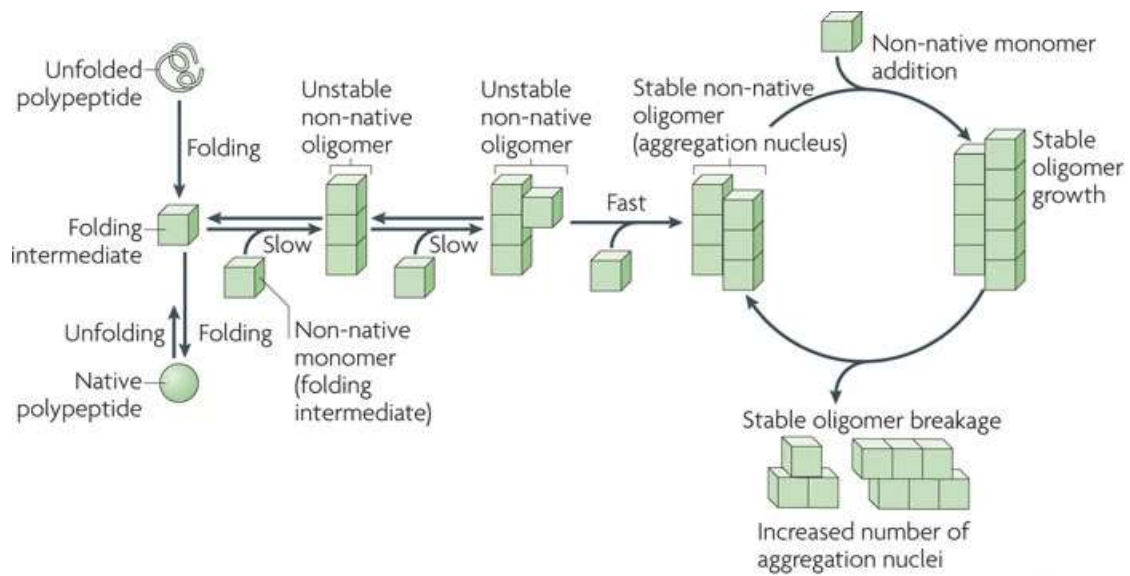 Unfolded
polypeptide
Folding
Folding
intermediate
Unfolding
Folding
Native
polypeptide
Unstable
non-native
oligomer
Slow
Non-native
monomer
(folding
intermediate)
Unstable
non-native
oligomer
Slow
Fast
Stable non-native
oligomer
(aggregation nucleus)
Non-native monomer
addition
Stable
oligomer
growth
Stable oligomer breakage
Increased number of
aggregation nuclei